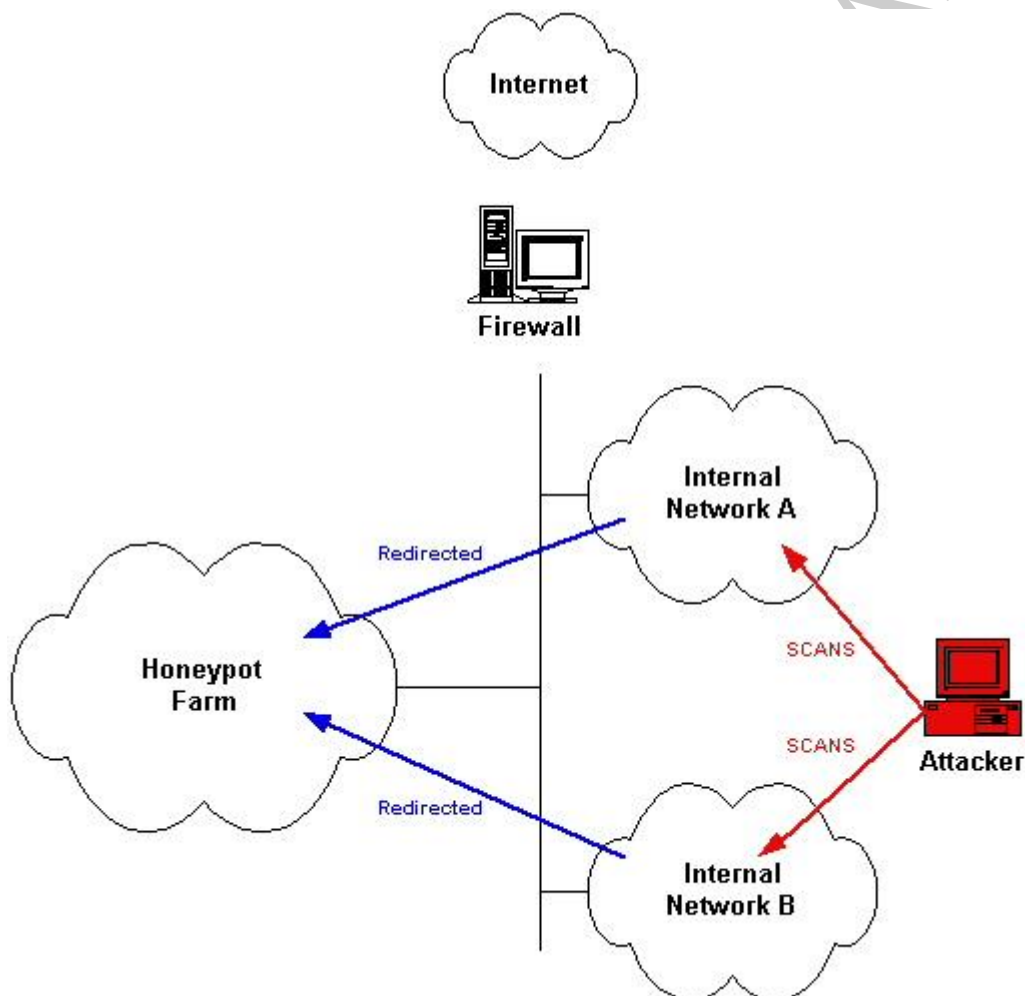 Internet
Firewall
Internal
Network A
Redirected
SCANS
Honeypot
Farm
SCANS
Attacker
Redirected
Internal
Network B